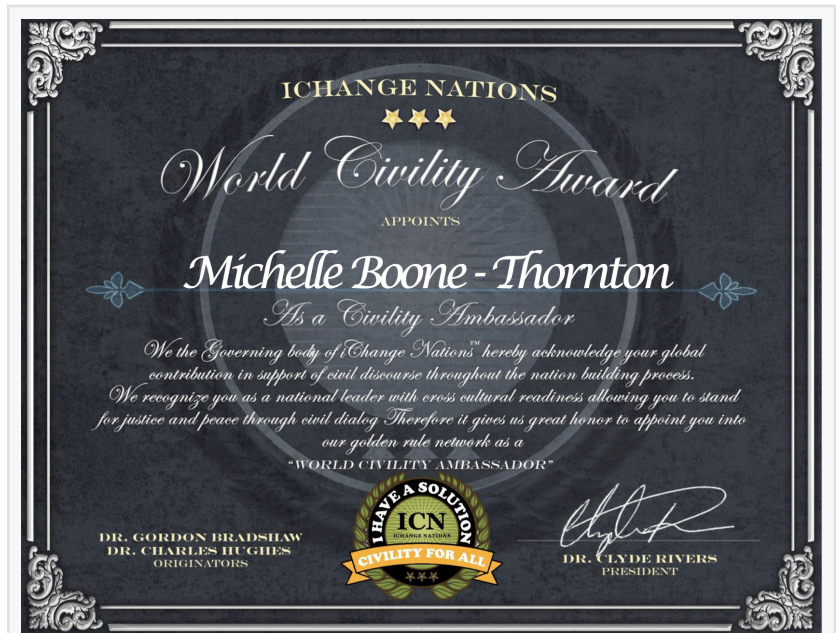 ICHANGE NATIONS
World Civility Award
APPOINTS
Michelle Boone - Thornton
As a Civility Ambassador
We the Governing body of iChange Nations™ hereby acknowledge your global
contribution in support of civil discourse throughout the nation building process.
We recognize you as a national leader with cross cultural readiness allowing you to stand
for justice and peace through civil dialog Therefore it gives us great honor to appoint you into
our golden rule network as a
"WORLD CIVILITY AMBASSADOR"
I HAVE A SOLUTION
ICN
ICHANGE NATIONS
CIVILITY FOR ALL
DR. GORDON BRADSHAW
DR. CHARLES HUGHES
ORIGINATORS
DR. CLYDE RIVERS
PRESIDENT